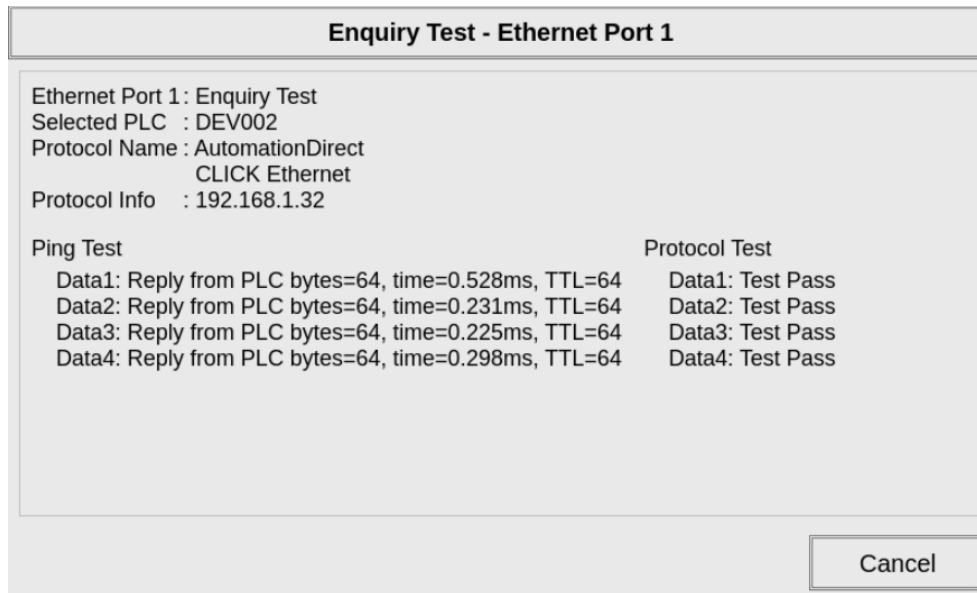 Enquiry Test - Ethernet Port 1
Ethernet Port 1: Enquiry Test
Selected PLC : DEV002
Protocol Name : AutomationDirect
CLICK Ethernet
Protocol Info : 192.168.1.32
Ping Test
Data1: Reply from PLC bytes=64, time=0.528ms, TTL=64
Data2: Reply from PLC bytes=64, time=0.231ms, TTL=64
Data3: Reply from PLC bytes=64, time=0.225ms, TTL=64
Data4: Reply from PLC bytes=64, time=0.298ms, TTL=64
Protocol Test
Data1: Test Pass
Data2: Test Pass
Data3: Test Pass
Data4: Test Pass
Cancel